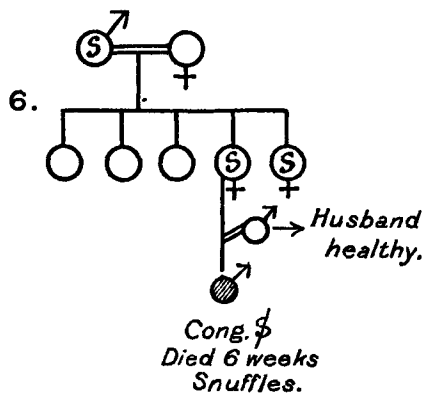 S
6.
S S
Husband
healthy.
Cong. $
Died 6 weeks
Snuffles.